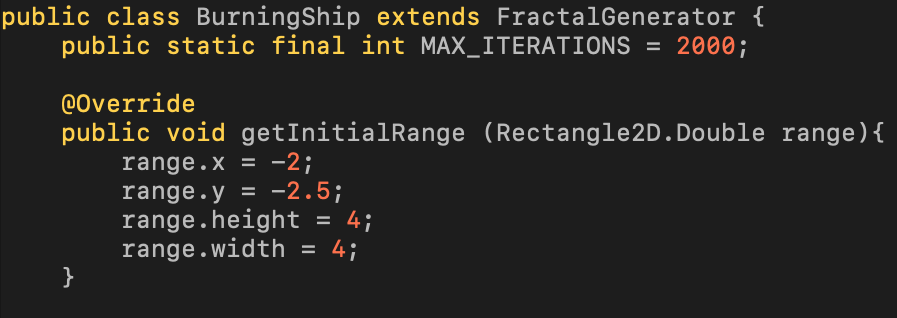 public class BurningShip extends FractalGenerator {
    public static final int MAX_ITERATIONS = 2000;
    @Override
    public void getInitialRange (Rectangle2D.Double range){
        range.x = -2;
        range.y = -2.5;
        range.height = 4;
        range.width = 4;
    }